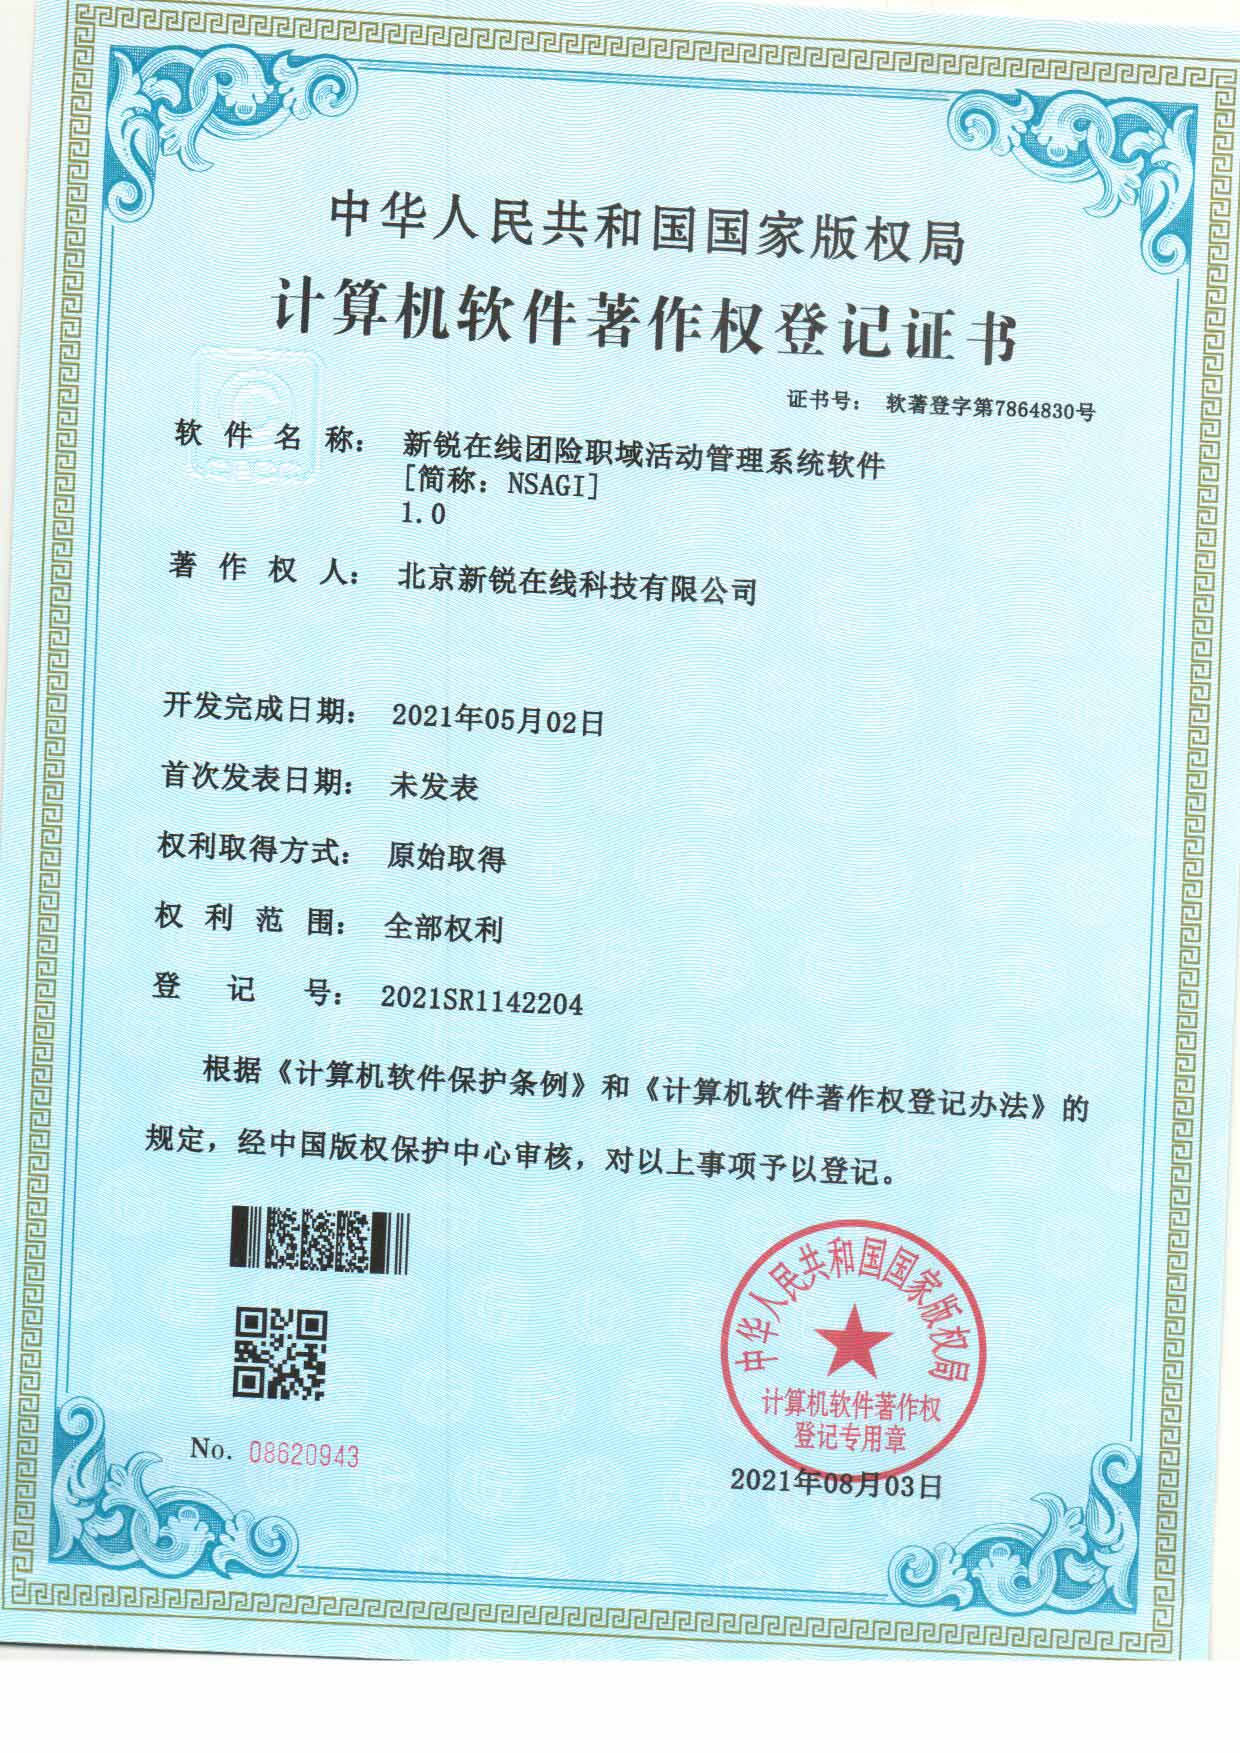 中华人民共和国国家版权局
计算机软件著作权登记证书
证书号： 软著登字第7864830号
软件名称： 新锐在线团险职域活动管理系统软件
[简称：NSAGI]
1.0
著作权人： 北京新锐在线科技有限公司
开发完成日期： 2021年05月02日
首次发表日期： 未发表
权利取得方式： 原始取得
权利范围： 全部权利
登记号： 2021SR1142204
根据《计算机软件保护条例》和《计算机软件著作权登记办法》的
规定，经中国版权保护中心审核，对以上事项予以登记。
中华人民共和国国家版权局
计算机软件著作权
登记专用章
No. 08620943
2021年08月03日